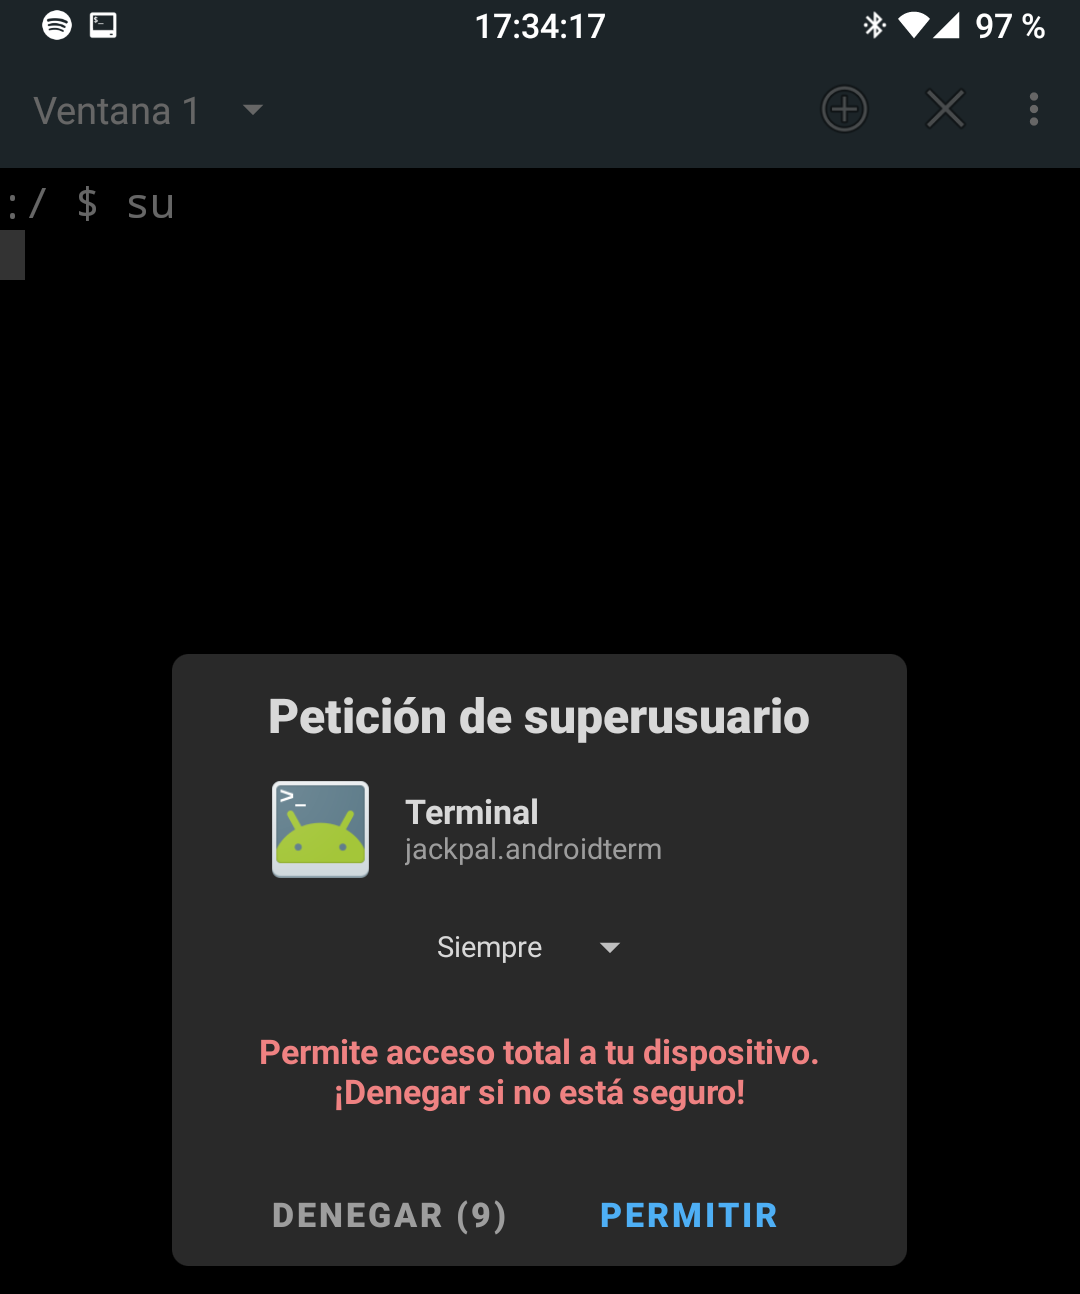 17:34:17
97 %
Ventana 1
:/ $ su
Petición de superusuario
>_
Terminal
jackpal.androidterm
Siempre
Permite acceso total a tu dispositivo.
¡Denegar si no está seguro!
DENEGAR (9)
PERMITIR